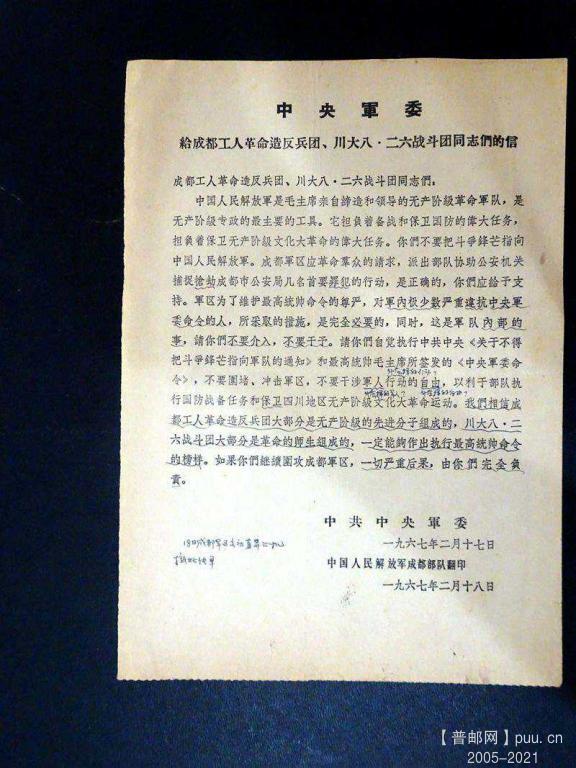 中央軍委
給成都工人革命造反兵团、川大八·二六战斗团同志們的信
成都工人革命造反兵团、川大八·二六战斗团同志們：
中国人民解放軍是毛主席亲自締造和領导的无产阶級革命軍队，是
无产阶級专政的最主要的工具。它担負着备战和保卫国防的偉大任务，
担負着保卫无产阶級文化大革命的偉大任务。你們不要把斗爭鋒芒指向
中国人民解放軍。成都軍区应革命羣众的請求，派出部队协助公安机关
捕捉抢劫成都市公安局几名首要罪犯的行动，是正确的，你們应給于支
持。軍区为了維护最高統帅命令的尊严，对軍內极少数严重違抗中央軍
委命令的人，所采取的措施，是完全必要的，同时，这是軍队內部的
事，請你們不要介入，不要干予。請你們自觉执行中共中央《关于不得
把斗爭鋒芒指向軍队的通知》和最高統帅毛主席所签发的《中央軍委命
令》，不要圍堵、冲击軍区，不要干涉軍人行动的自由，以利于部队执
行国防战备任务和保卫四川地区无产阶級文化大革命运动。我們相信成
都工人革命造反兵团大部分是无产阶級的先进分子組成的，川大八·二
六战斗团大部分是革命的师生組成的，一定能夠作出执行最高統帅命令
的榜样。如果你們継續圍攻成都軍区，一切严重后果，由你們完全負
責。
中共中央軍委
一九六七年二月十七日
中国人民解放军成都部队翻印
一九六七年二月十八日
【普邮网】puu.cn
2005-2021